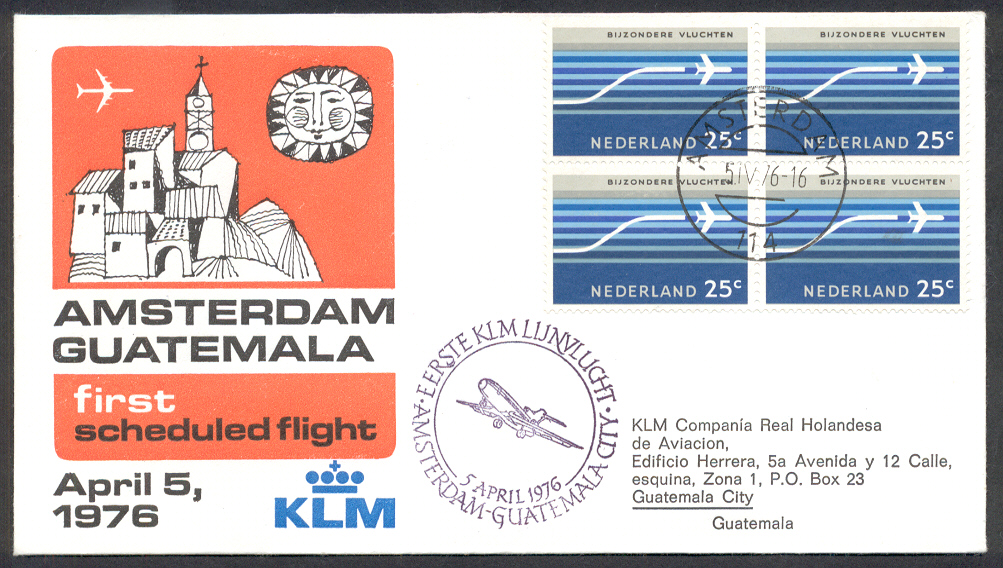 AMSTERDAM
GUATEMALA
first
scheduled flight
April 5,
1976
KLM
BIJZONDERE VLUCHTEN
NEDERLAND 25c
BIJZONDERE VLUCHTEN
NEDERLAND 25c
BIJZONDERE VLUCHTEN
NEDERLAND 25c
BIJZONDERE VLUCHTEN
NEDERLAND 25c
AMSTERDAM
5.IV.76-16
714
· EERSTE KLM LIJNVLUCHT ·
AMSTERDAM-GUATEMALA CITY
5 APRIL 1976
KLM Compañía Real Holandesa
de Aviacion,
Edificio Herrera, 5a Avenida y 12 Calle,
esquina, Zona 1, P.O. Box 23
Guatemala City
Guatemala